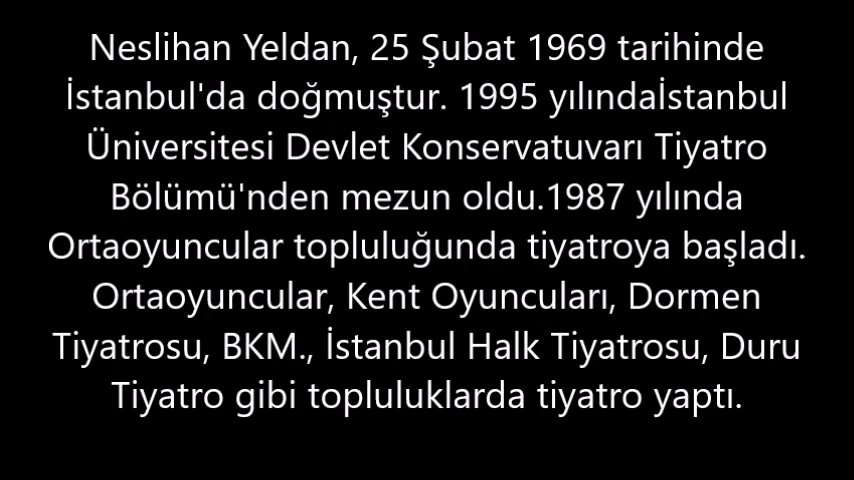 Neslihan Yeldan, 25 Şubat 1969 tarihinde
İstanbul'da doğmuştur. 1995 yılındaİstanbul
Üniversitesi Devlet Konservatuvarı Tiyatro
Bölümü'nden mezun oldu.1987 yılında
Ortaoyuncular topluluğunda tiyatroya başladı.
Ortaoyuncular, Kent Oyuncuları, Dormen
Tiyatrosu, BKM., İstanbul Halk Tiyatrosu, Duru
Tiyatro gibi topluluklarda tiyatro yaptı.